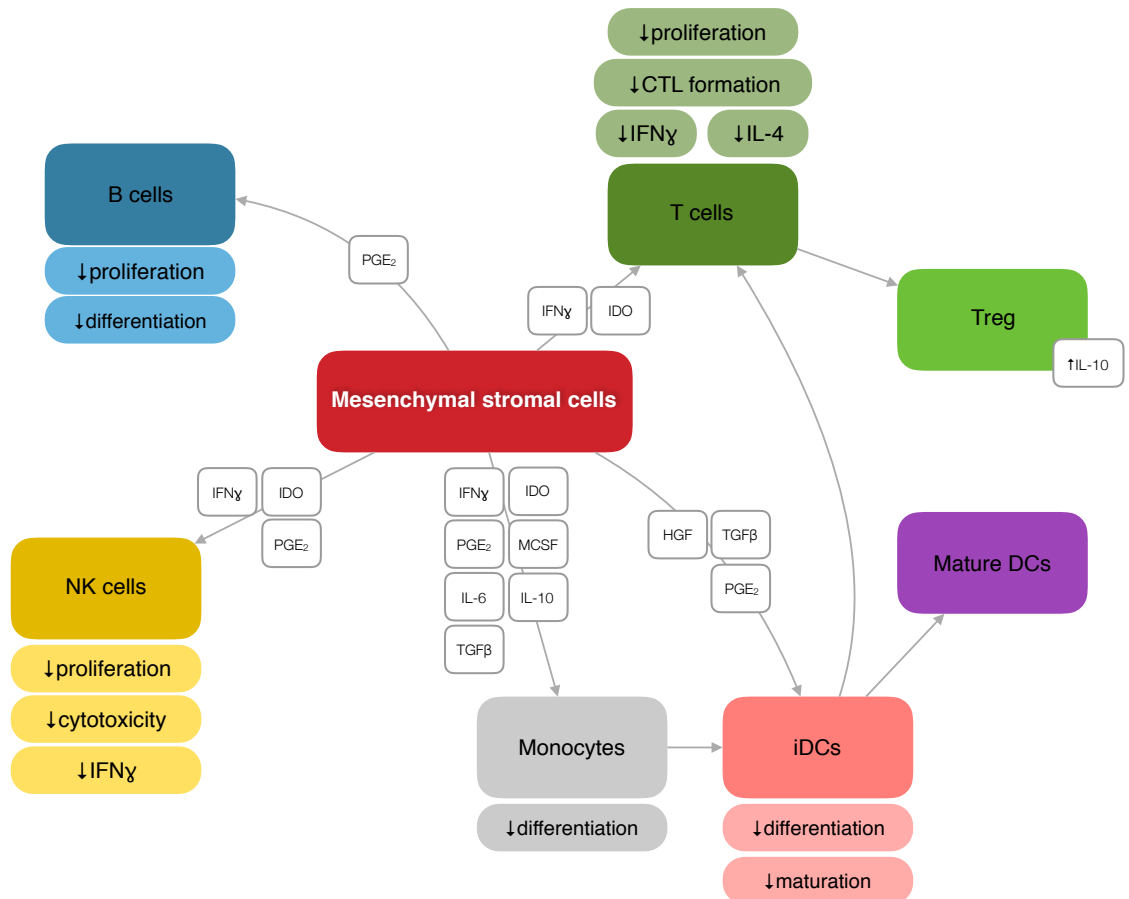 ↓proliferation
↓CTL formation
↓IFNɣ
↓IL-4
T cells
B cells
↓proliferation
↓differentiation
PGE₂
IFNɣ
IDO
Treg
↑IL-10
Mesenchymal stromal cells
IFNɣ
IDO
PGE₂
NK cells
↓proliferation
↓cytotoxicity
↓IFNɣ
IFNɣ
IDO
PGE₂
MCSF
IL-6
IL-10
TGFβ
HGF
TGFβ
PGE₂
Mature DCs
Monocytes
↓differentiation
iDCs
↓differentiation
↓maturation